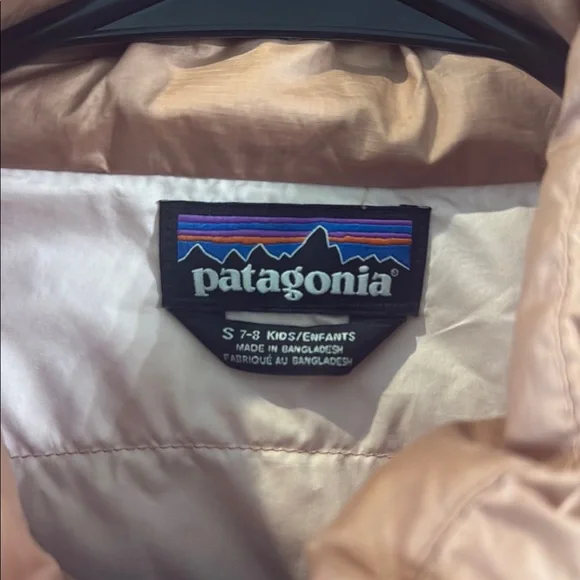 patagonia®
S 7-8 KIDS/ENFANTS
MADE IN BANGLADESH
FABRIQUÉ AU BANGLADESH